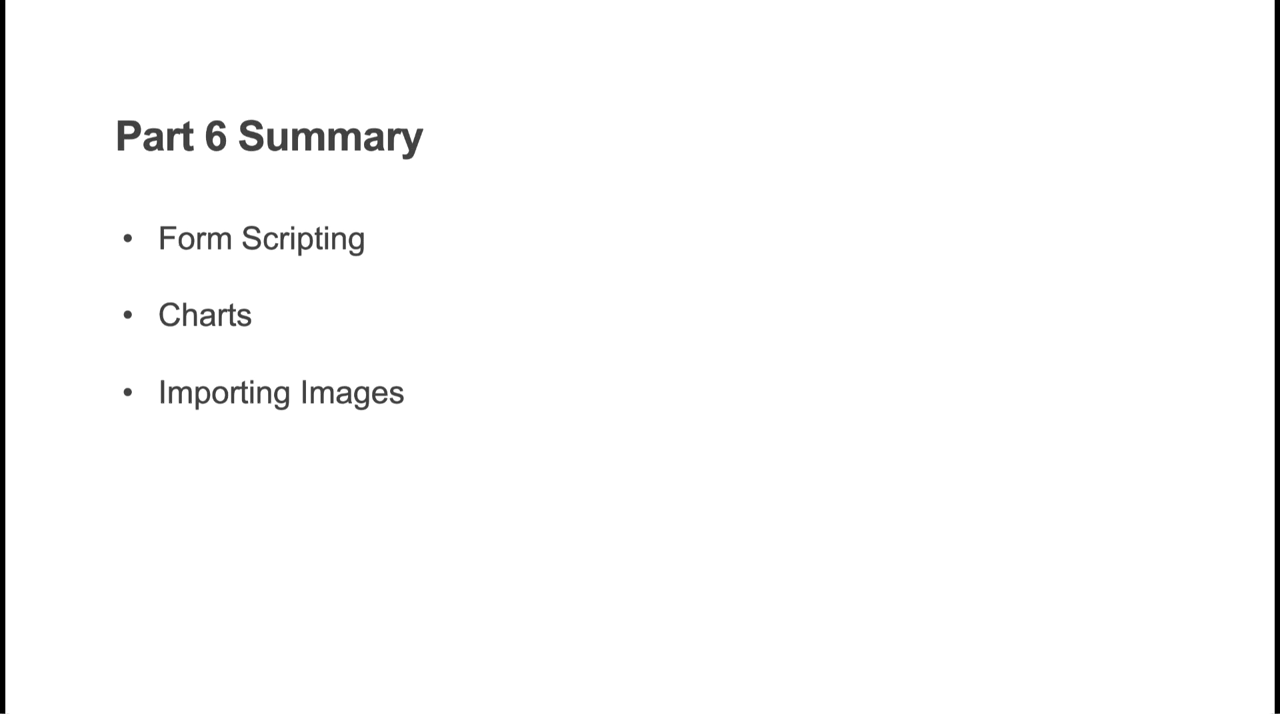 Part 6 Summary
• Form Scripting
• Charts
• Importing Images